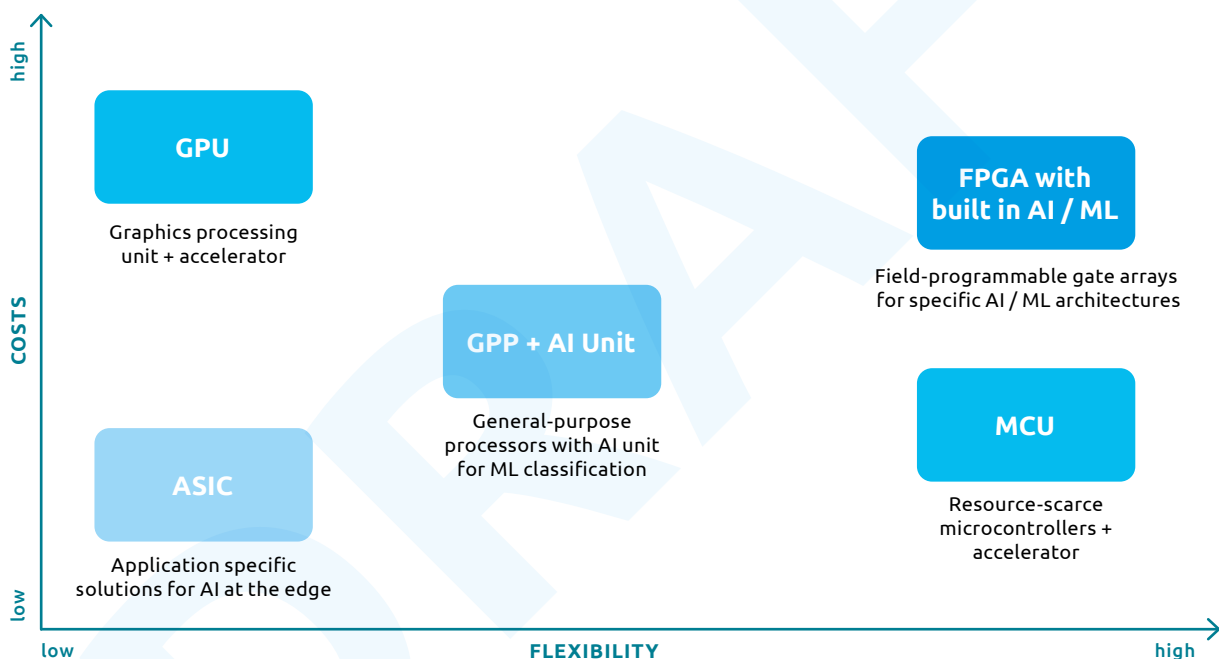 high
GPU
Graphics processing
unit + accelerator
FPGA with
built in AI / ML
Field-programmable gate arrays
for specific AI / ML architectures
COSTS
GPP + AI Unit
General-purpose
processors with AI unit
for ML classification
MCU
Resource-scarce
microcontrollers +
accelerator
ASIC
Application specific
solutions for AI at the edge
low
low
FLEXIBILITY
high
DRAF